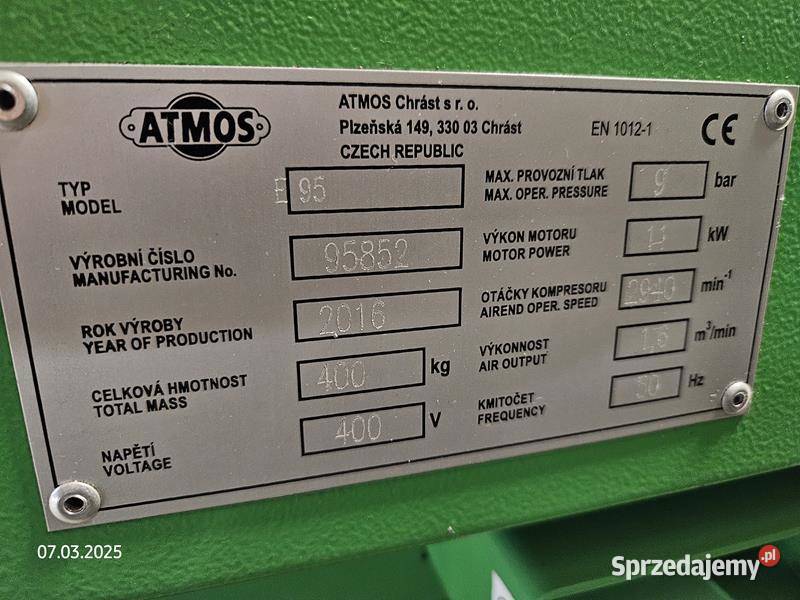 ATMOS
ATMOS Chrást s r. o.
Plzeňská 149, 330 03 Chrást
CZECH REPUBLIC
EN 1012-1
CE
TYP
MODEL
E 95
VÝROBNÍ ČÍSLO
MANUFACTURING No.
95852
ROK VÝROBY
YEAR OF PRODUCTION
2016
CELKOVÁ HMOTNOST
TOTAL MASS
400 kg
NAPĚTÍ
VOLTAGE
400 V
MAX. PROVOZNÍ TLAK
MAX. OPER. PRESSURE
9 bar
VÝKON MOTORU
MOTOR POWER
11 kW
OTÁČKY KOMPRESORU
AIREND OPER. SPEED
2940 min⁻¹
VÝKONNOST
AIR OUTPUT
1,6 m³/min
KMITOČET
FREQUENCY
50 Hz
07.03.2025
Sprzedajemy.pl